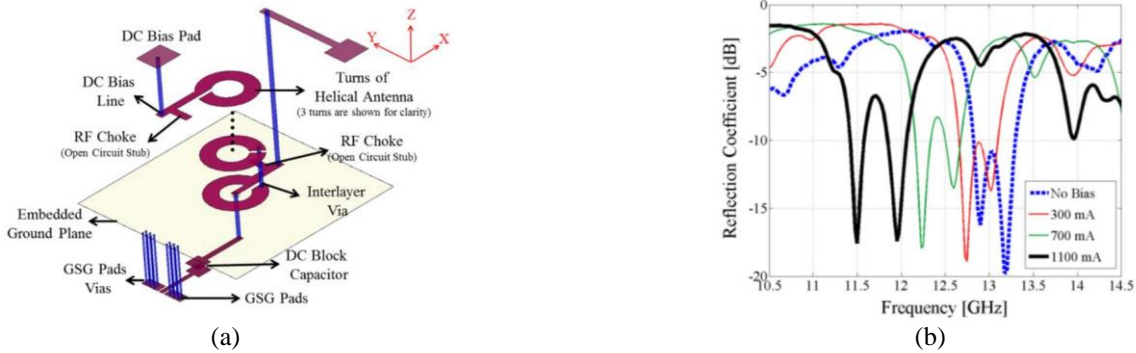 DC Bias Pad
DC Bias
Line
RF Choke
(Open Circuit Stub)
Z
Y
X
Turns of
Helical Antenna
(3 turns are shown for clarity)
RF Choke
(Open Circuit Stub)
Interlayer
Via
Embedded
Ground Plane
DC Block
Capacitor
GSG Pads
Vias
GSG Pads
(a)
Reflection Coefficient [dB]
0
-5
-10
-15
-20
10.5 11 11.5 12 12.5 13 13.5 14 14.5
Frequency [GHz]
No Bias
300 mA
700 mA
1100 mA
(b)